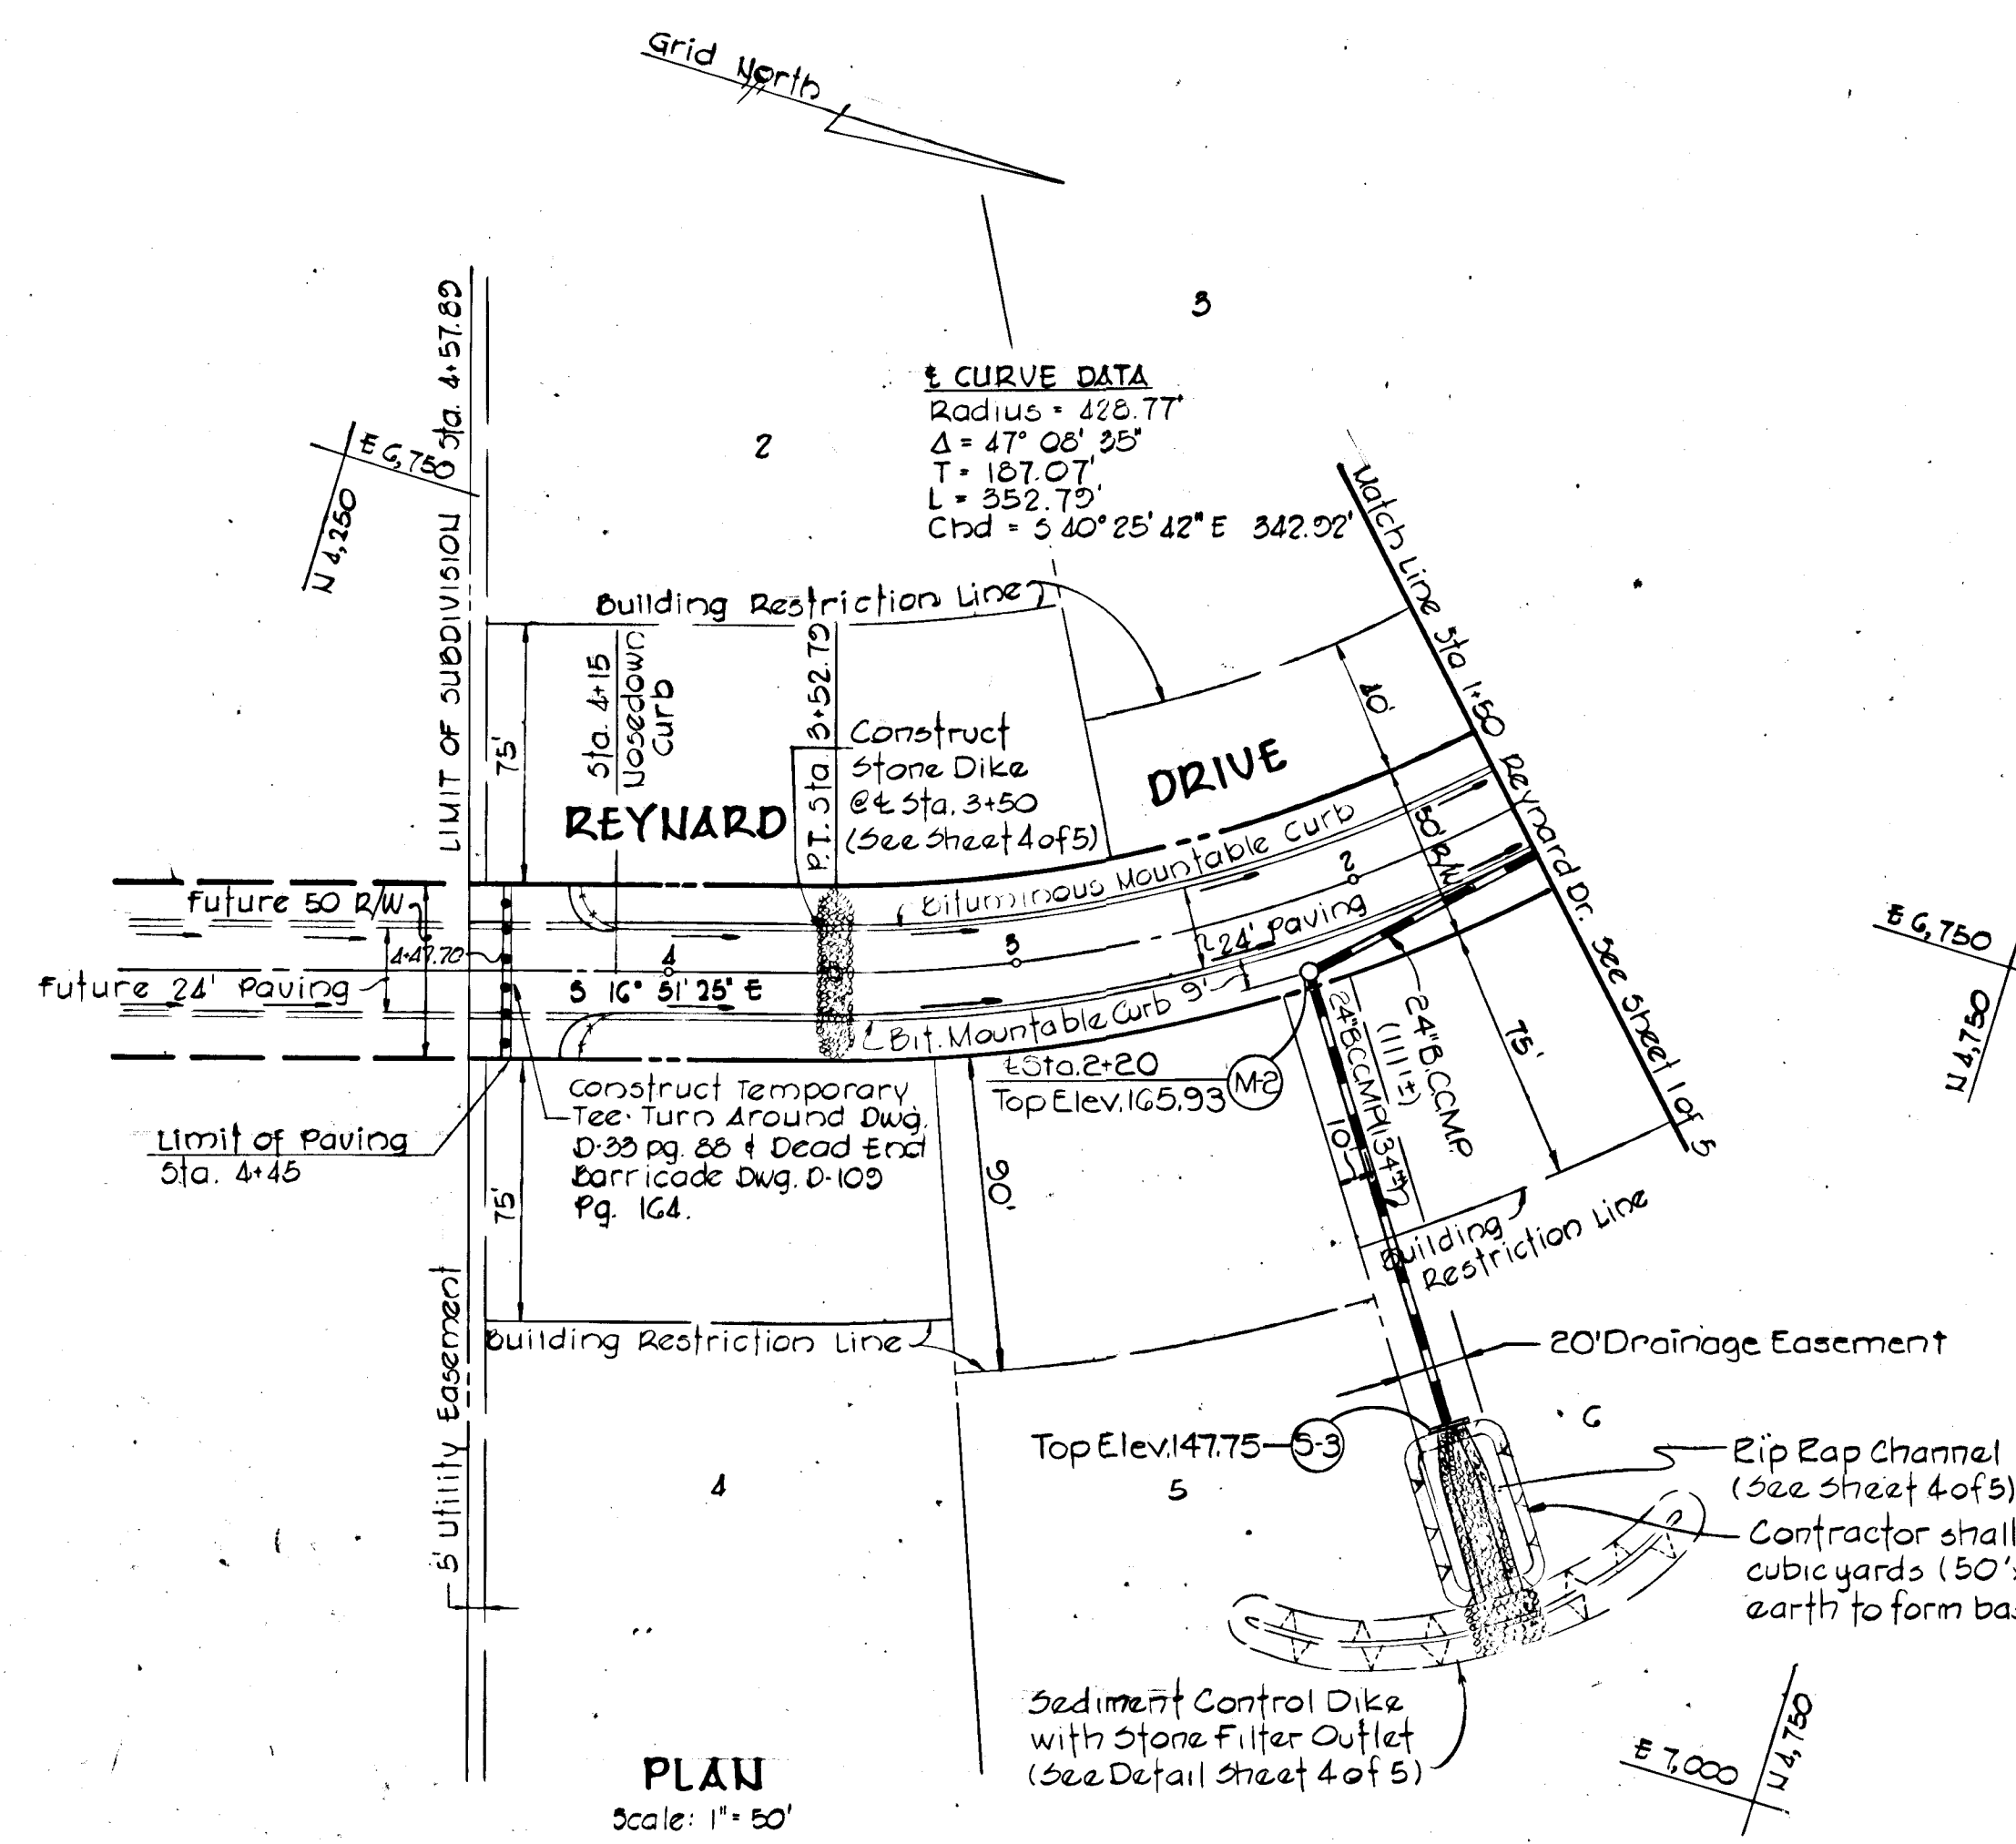 Grid North
3
2
℄ CURVE DATA
Radius = 428.77'
Δ = 47° 08' 35"
T = 187.07'
L = 352.79'
Chd = S 40° 25' 42" E 342.92'
E 6,750
N 4,250
LIMIT OF SUBDIVISION Sta. 4+57.89
Match Line Sta 1+50 Reynard Dr. See Sheet 1 of 5
Building Restriction Line
75'
Sta. 4+15
Nosedown
Curb
P.T. Sta. 3+52.79
Construct
Stone Dike
@ ℄ Sta. 3+50
(See Sheet 4 of 5)
REYNARD
DRIVE
40'
50' R/W
Bituminous Mountable Curb
2
24' Paving
Future 50 R/W
4+47.70
Future 24' Paving
4
3
S 16° 51' 25" E
Bit. Mountable Curb 9'
℄ Sta. 2+20
Top Elev. 165.93
M-2
24" B.C.C.M.P.
(111'±)
24" B.C.C.M.P. (134'±)
10'
75'
E 6,750
N 4,750
Limit of Paving
Sta. 4+45
Construct Temporary
Tee-Turn Around Dwg.
D-33 pg. 88 & Dead End
Barricade Dwg. D-109
Pg. 164.
75'
90'
Building
Restriction Line
Building Restriction Line
5' Utility Easement
20' Drainage Easement
Top Elev. 147.75
S-3
6
5
4
Rip Rap Channel
(See Sheet 4 of 5)
Contractor shall
cubic yards (50'
earth to form
Sediment Control Dike
with Stone Filter Outlet
(See Detail Sheet 4 of 5)
E 7,000
N 4,750
PLAN
Scale: 1" = 50'